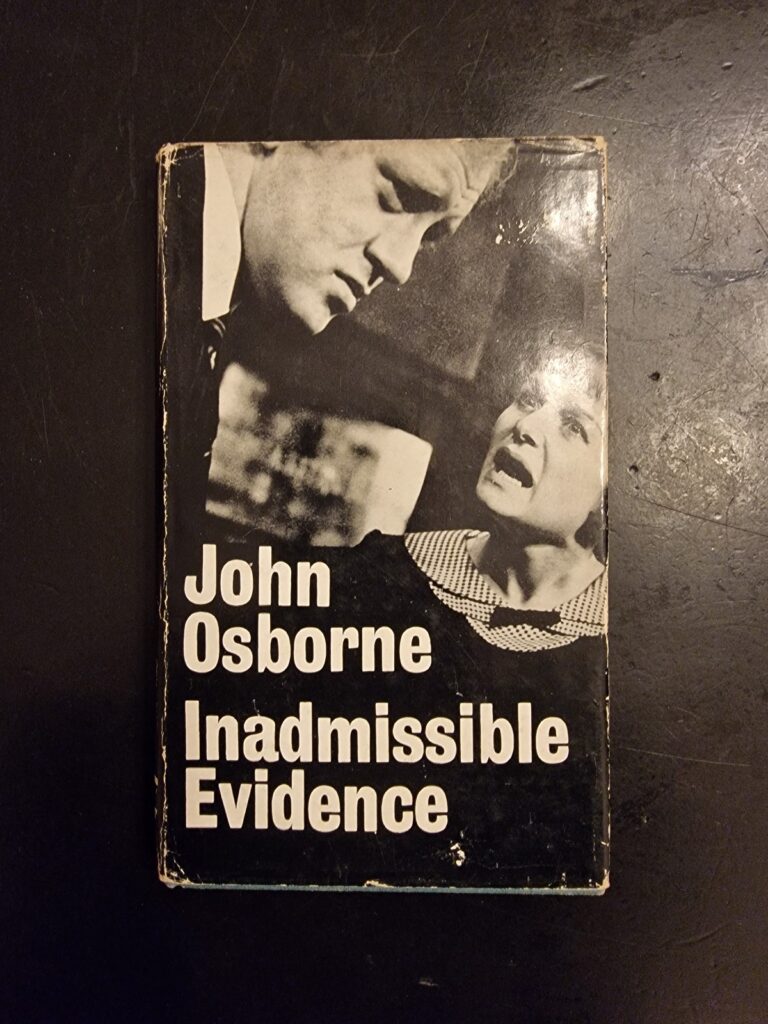 John
Osborne
Inadmissible
Evidence